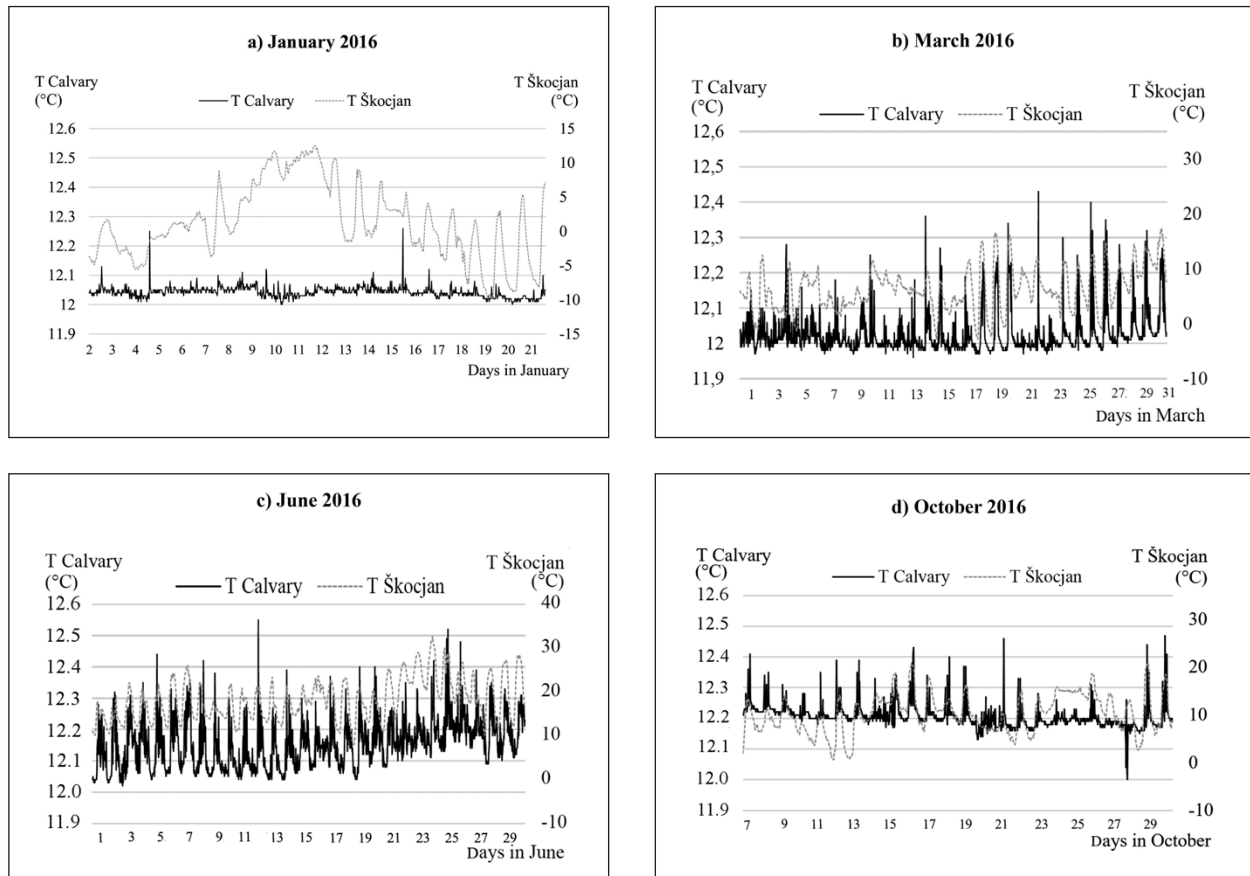 a) January 2016
T Calvary
(°C)
T Škocjan
(°C)
T Calvary
T Škocjan
12.6
12.5
12.4
12.3
12.2
12.1
12
11.9
15
10
5
0
-5
-10
-15
2 3 4 5 6 7 8 9 10 11 12 13 14 15 16 17 18 19 20 21
Days in January
b) March 2016
T Calvary
(°C)
T Škocjan
(°C)
T Calvary
T Škocjan
12,6
12,5
12,4
12,3
12,2
12,1
12
11,9
30
20
10
0
-10
1 3 5 7 9 11 13 15 17 19 21 23 25 27. 29 31
Days in March
c) June 2016
T Calvary
(°C)
T Škocjan
(°C)
T Calvary
T Škocjan
12.6
12.5
12.4
12.3
12.2
12.1
12.0
11.9
40
30
20
10
0
-10
1 3 5 7 9 11 13 15 17 19 21 23 25 27 29
Days in June
d) October 2016
T Calvary
(°C)
T Škocjan
(°C)
T Calvary
T Škocjan
12.6
12.5
12.4
12.3
12.2
12.1
12.0
11.9
30
20
10
0
-10
7 9 11 13 15 17 19 21 23 25 27 29
Days in October